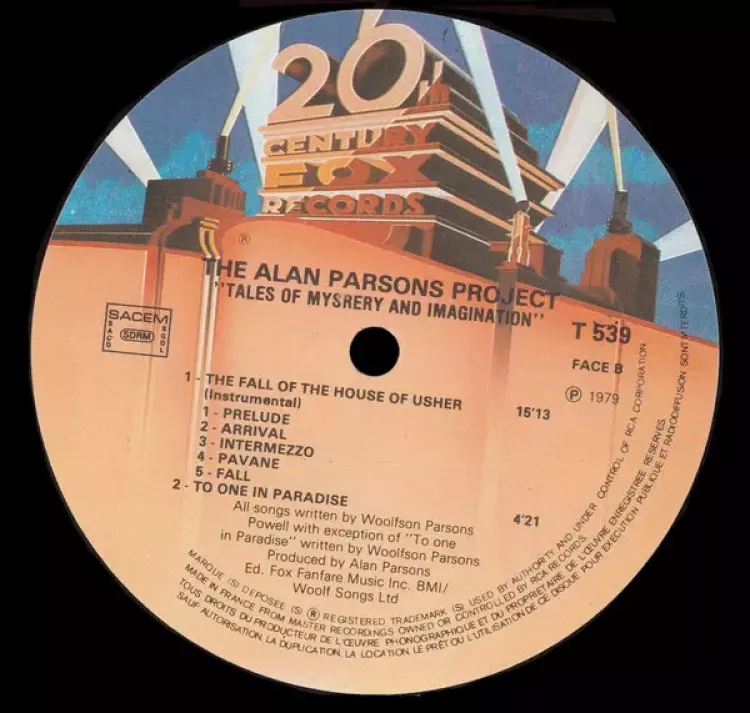 20th
CENTURY
FOX
RECORDS
®
THE ALAN PARSONS PROJECT
"TALES OF MYSRERY AND IMAGINATION"
T 539
SACEM
SACD
SDRM
SGDL
FACE B
Ⓟ 1979
1 - THE FALL OF THE HOUSE OF USHER
(Instrumental) 15'13
1 - PRELUDE
2 - ARRIVAL
3 - INTERMEZZO
4 - PAVANE
5 - FALL
2 - TO ONE IN PARADISE 4'21
All songs written by Woolfson Parsons
Powell with exception of "To one
in Paradise" written by Woolfson Parsons
Produced by Alan Parsons
Ed. Fox Fanfare Music Inc. BMI/
Woolf Songs Ltd
MARQUE (S) DEPOSEE (S) ® REGISTERED TRADEMARK (S) USED BY AUTHORITY AND UNDER CONTROL OF RCA CORPORATION
MADE IN FRANCE FROM MASTER RECORDINGS OWNED OR CONTROLLED BY RCA RECORDS.
TOUS DROITS DU PRODUCTEUR DE L'ŒUVRE PHONOGRAPHIQUE ET DU PROPRIETAIRE DE L'ŒUVRE ENREGISTREE RESERVES
SAUF AUTORISATION, LA DUPLICATION, LA LOCATION, LE PRÊT OU L'UTILISATION DE CE DISQUE POUR EXECUTION PUBLIQUE ET RADIODIFFUSION SONT INTERDITS.